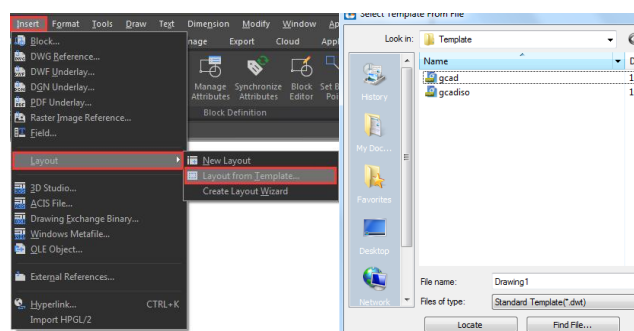 Insert Format Tools Draw Text Dimension Modify Window
Block...
DWG Reference...
DWF Underlay...
DGN Underlay...
PDF Underlay...
Raster Image Reference...
Field...
Layout
3D Studio...
ACIS File...
Drawing Exchange Binary...
Windows Metafile...
OLE Object...
External References...
Hyperlink... CTRL+K
Import HPGL/2
Export Cloud
Manage Attributes
Synchronize Attributes
Block Editor
Block Definition
New Layout
Layout from Template...
Create Layout Wizard
Select Template From File
Look in: Template
Name
gcad
gcadiso
History
My Doc...
Favorites
Desktop
Network
File name: Drawing1
Files of type: Standard Template(*.dwt)
Locate Find File...